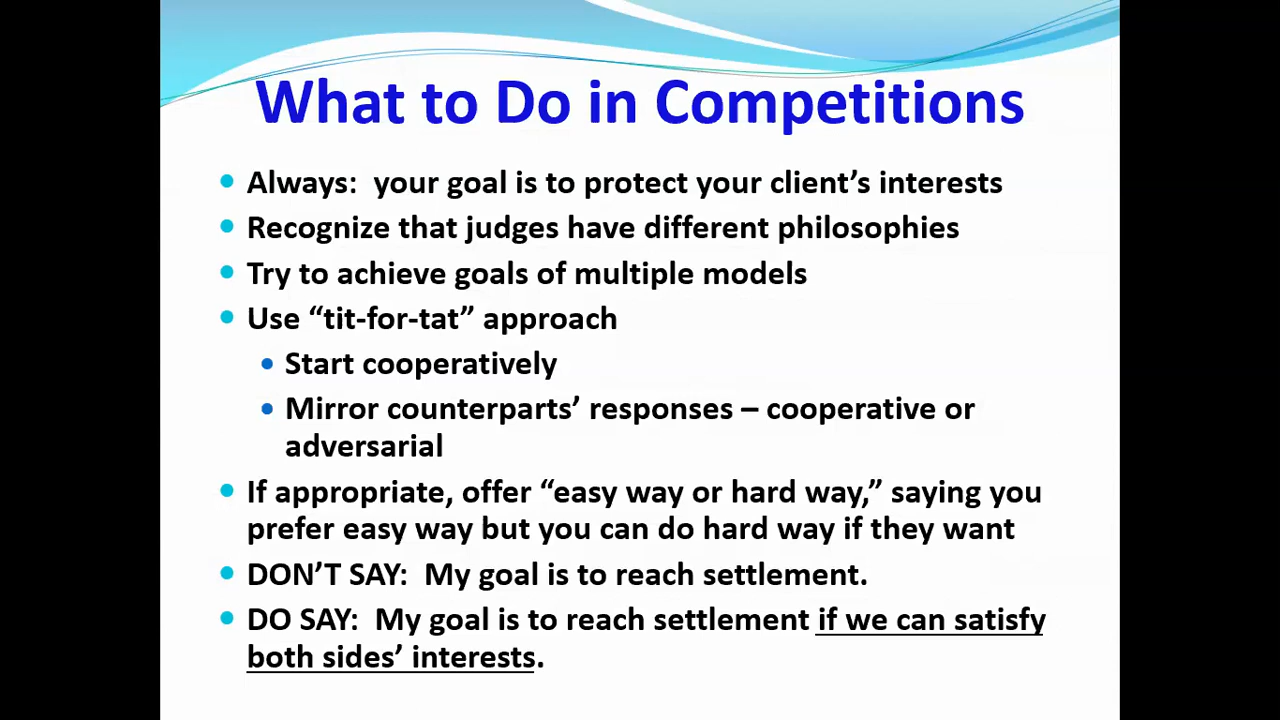 What to Do in Competitions
• Always:  your goal is to protect your client’s interests
• Recognize that judges have different philosophies
• Try to achieve goals of multiple models
• Use “tit-for-tat” approach
• Start cooperatively
• Mirror counterparts’ responses – cooperative or
adversarial
• If appropriate, offer “easy way or hard way,” saying you
prefer easy way but you can do hard way if they want
• DON’T SAY:  My goal is to reach settlement.
• DO SAY:  My goal is to reach settlement if we can satisfy
both sides’ interests.